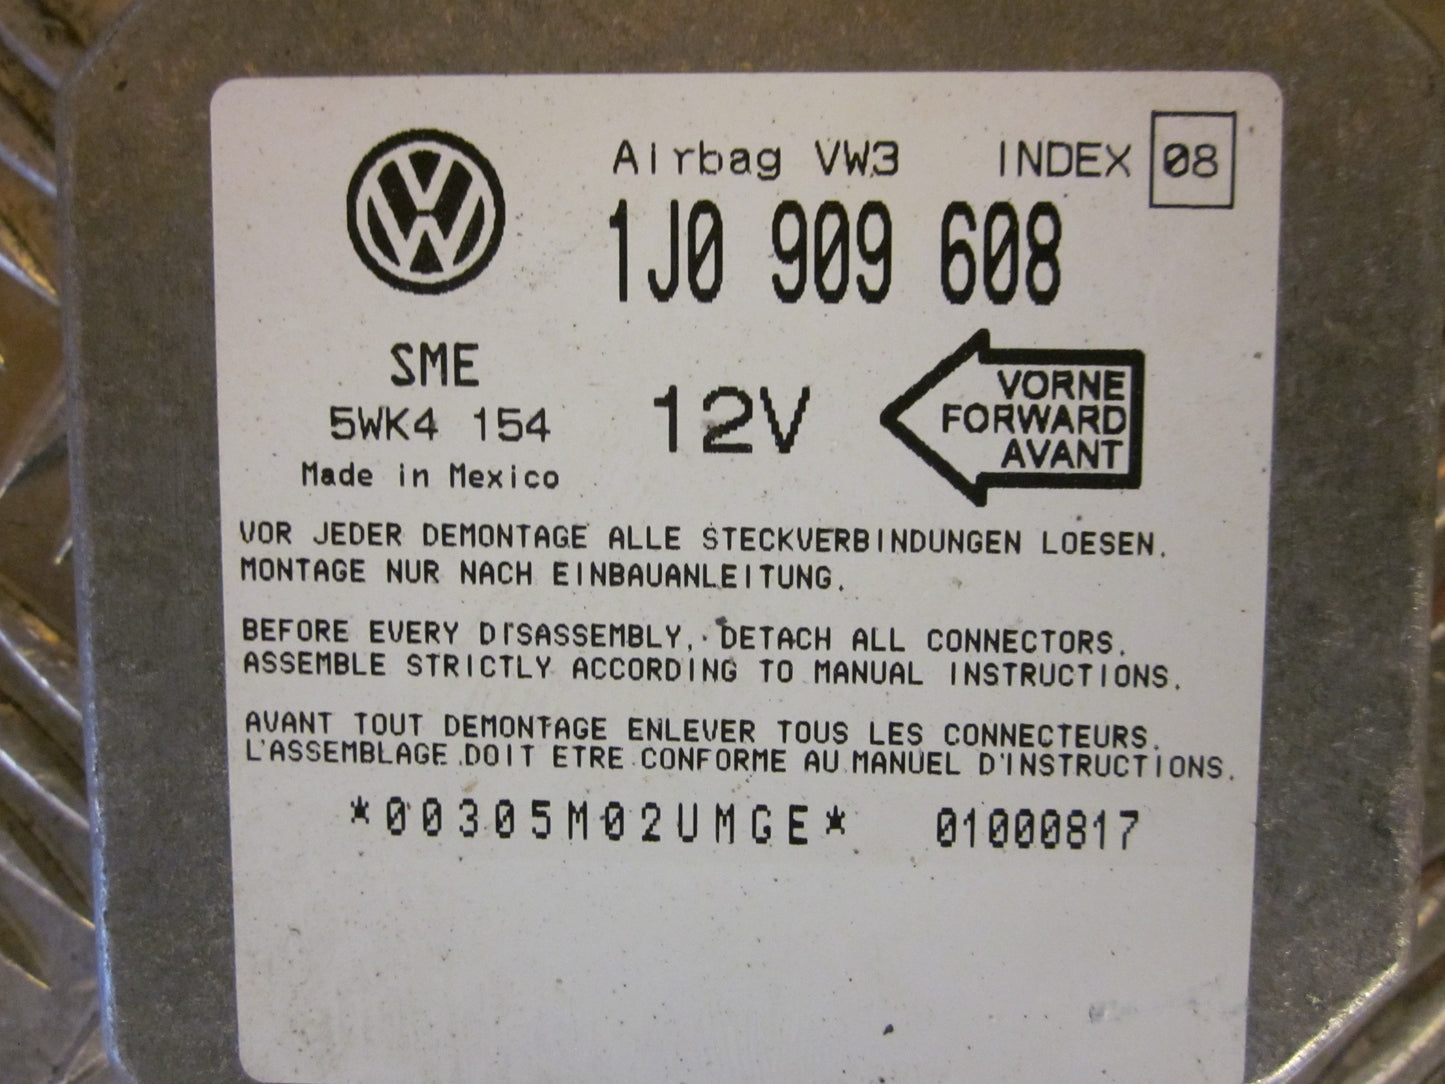 Airbag VW3 INDEX 08
1J0 909 608
SME
5WK4 154
Made in Mexico
12V
VORNE
FORWARD
AVANT
VOR JEDER DEMONTAGE ALLE STECKVERBINDUNGEN LOESEN.
MONTAGE NUR NACH EINBAUANLEITUNG.
BEFORE EVERY DISASSEMBLY, DETACH ALL CONNECTORS.
ASSEMBLE STRICTLY ACCORDING TO MANUAL INSTRUCTIONS.
AVANT TOUT DEMONTAGE ENLEVER TOUS LES CONNECTEURS.
L'ASSEMBLAGE DOIT ETRE CONFORME AU MANUEL D'INSTRUCTIONS.
*00305M02UMGE* 01000817